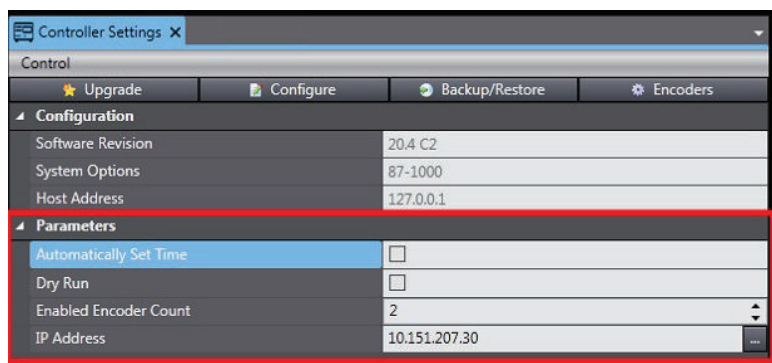 Controller Settings
Control
Upgrade Configure Backup/Restore Encoders
Configuration
Software Revision 20.4 C2
System Options 87-1000
Host Address 127.0.0.1
Parameters
Automatically Set Time
Dry Run
Enabled Encoder Count 2
IP Address 10.151.207.30 ...